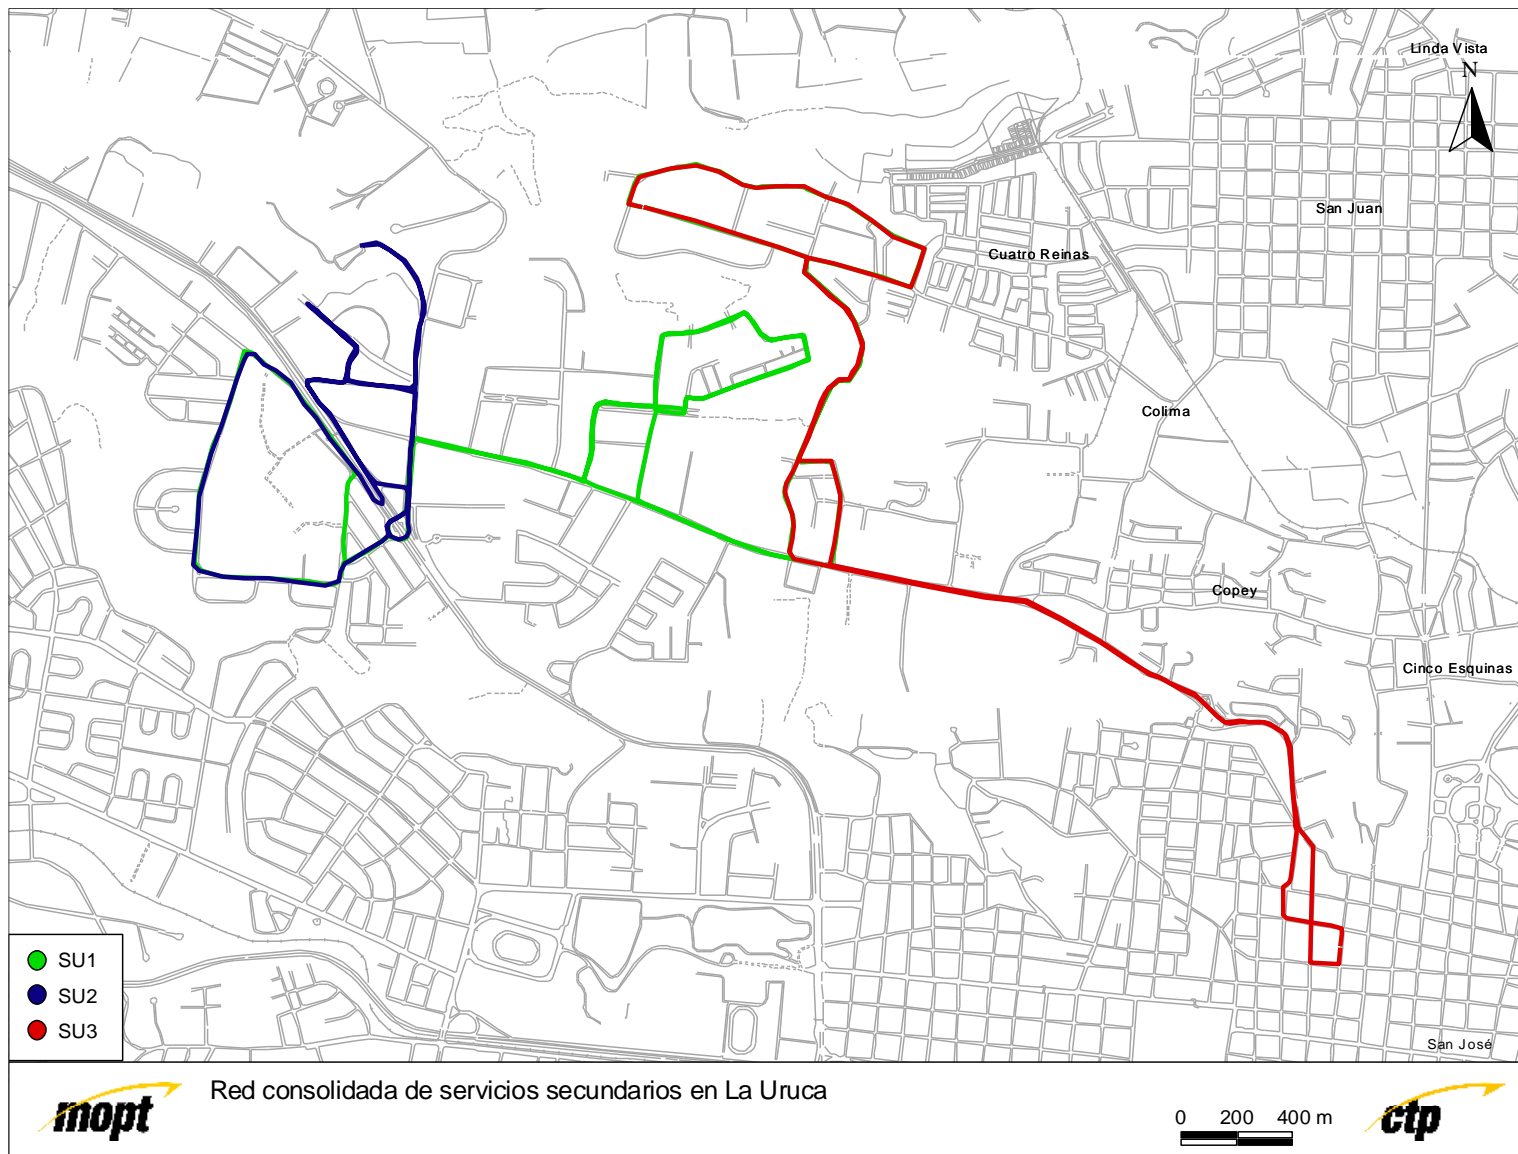 Linda Vista
N
San Juan
Cuatro Reinas
Colima
Copey
Cinco Esquinas
San José
SU1
SU2
SU3
mopt
Red consolidada de servicios secundarios en La Uruca
0 200 400 m
ctp